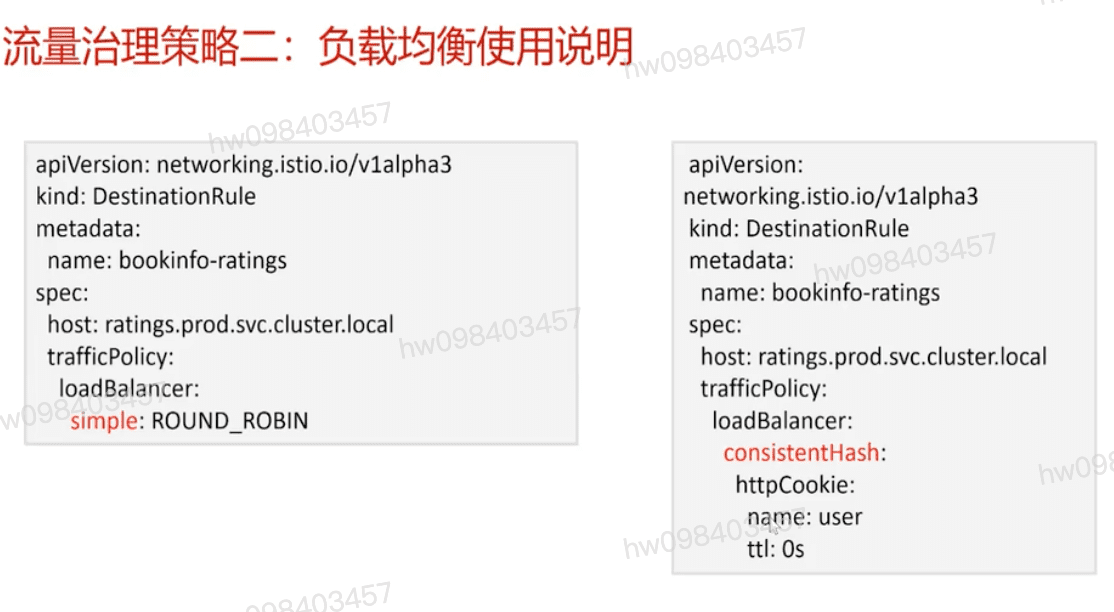 流量治理策略二：负载均衡使用说明
hw098403457
hw098403457
apiVersion: networking.istio.io/v1alpha3
kind: DestinationRule
metadata:
name: bookinfo-ratings
spec:
host: ratings.prod.svc.cluster.local
trafficPolicy:
loadBalancer:
simple: ROUND_ROBIN
hw098403457
w098403457
apiVersion:
networking.istio.io/v1alpha3
kind: DestinationRule
metadata:
name: bookinfo-ratings
spec:
host: ratings.prod.svc.cluster.local
trafficPolicy:
loadBalancer:
consistentHash:
httpCookie:
name: user
ttl: 0s
hw098403457
hw098403457
hw09
098403457